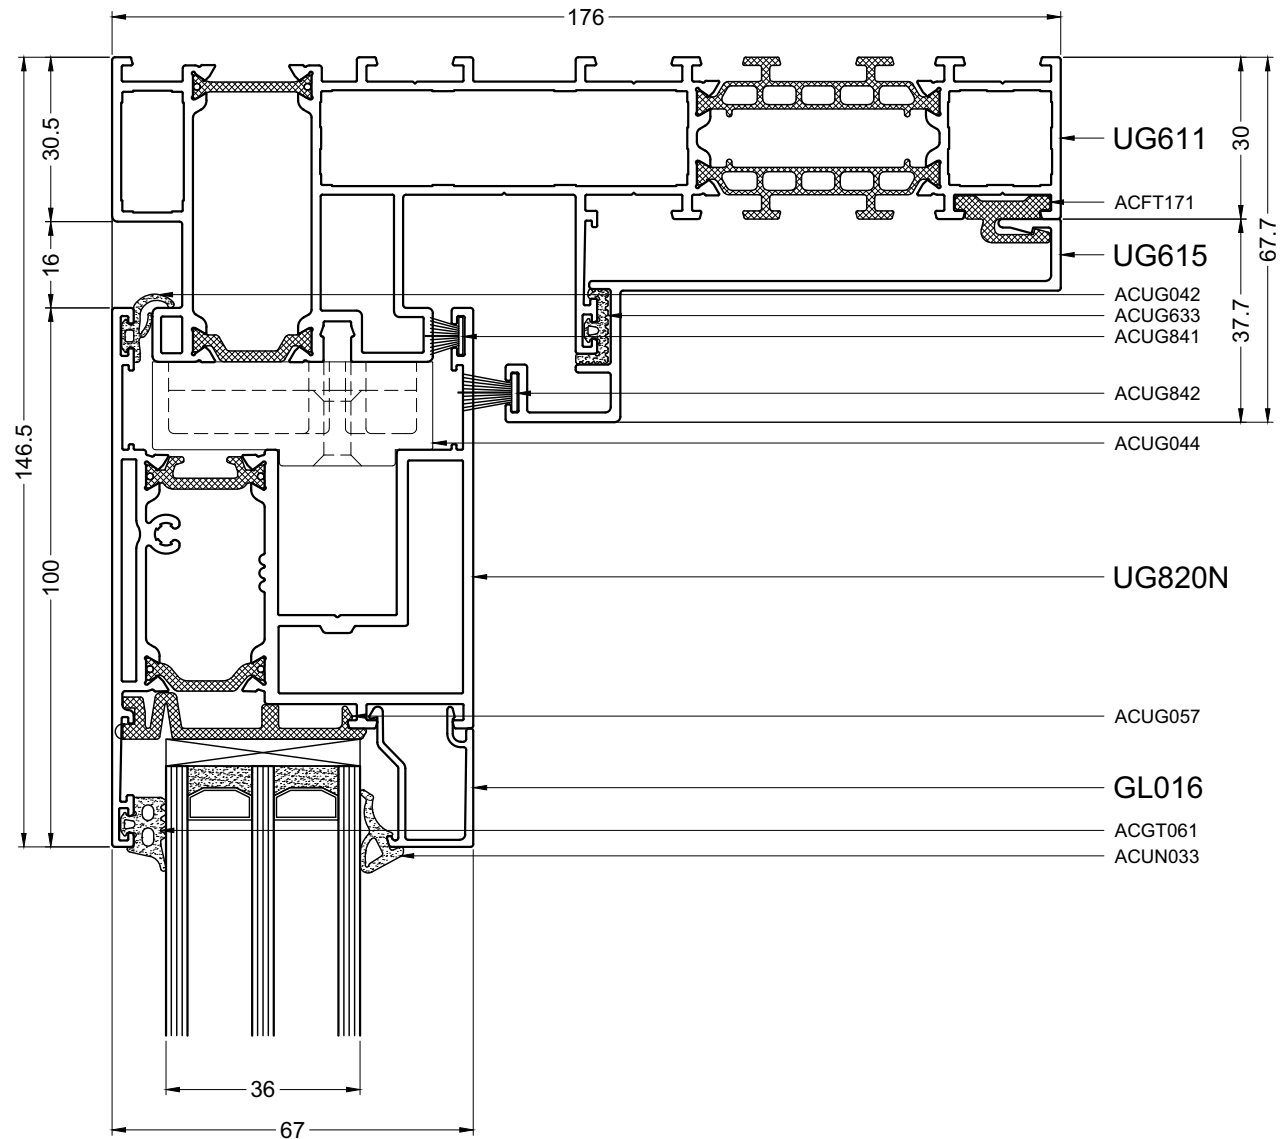 176
30.5
30
UG611
ACFT171
67.7
16
UG615
ACUG042
ACUG633
37.7
ACUG841
ACUG842
ACUG044
146.5
100
UG820N
ACUG057
GL016
ACGT061
ACUN033
36
67